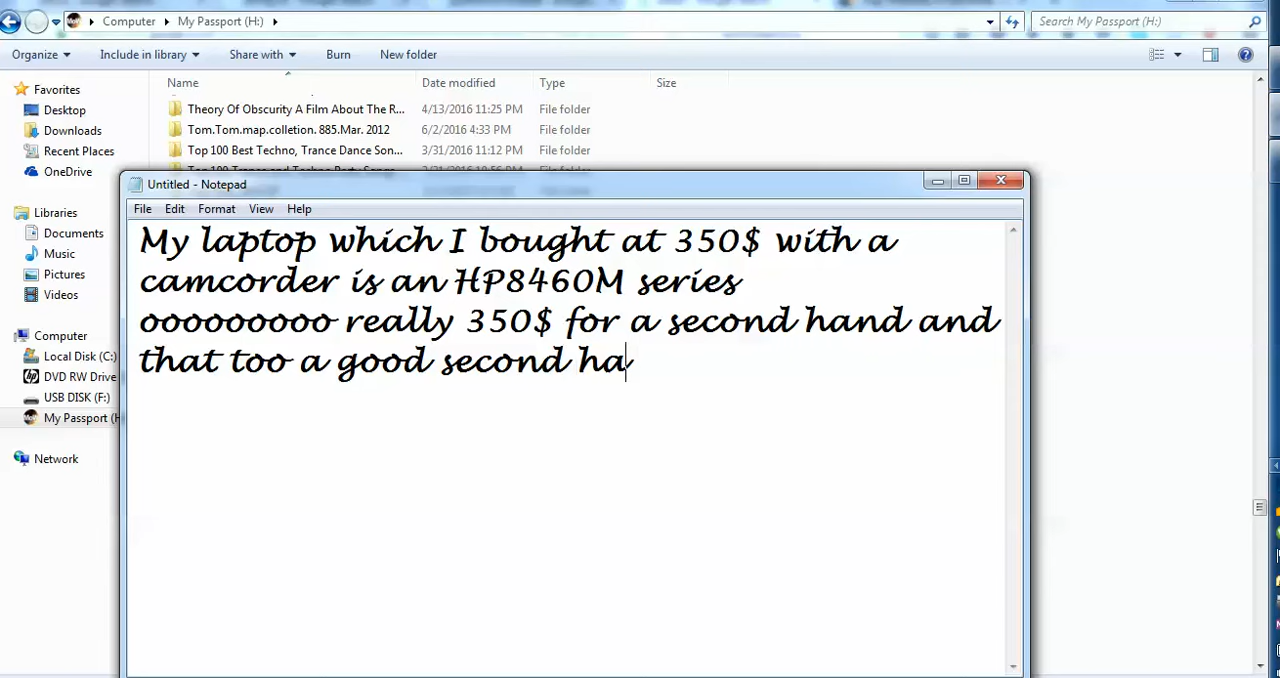 Computer ▸ My Passport (H:) ▸
Search My Passport (H:)
Organize
Include in library
Share with
Burn
New folder
Name
Date modified
Type
Size
Favorites
Desktop
Downloads
Recent Places
OneDrive
Libraries
Documents
Music
Pictures
Videos
Computer
Local Disk (C:)
DVD RW Drive
USB DISK (F:)
My Passport (H
Network
Theory Of Obscurity A Film About The R... 4/13/2016 11:25 PM File folder
Tom.Tom.map.colletion. 885.Mar. 2012 6/2/2016 4:33 PM File folder
Top 100 Best Techno, Trance Dance Son... 3/31/2016 11:12 PM File folder
Untitled - Notepad
File Edit Format View Help
My laptop which I bought at 350$ with a
camcorder is an HP8460M series
ooooooooo really 350$ for a second hand and
that too a good second ha